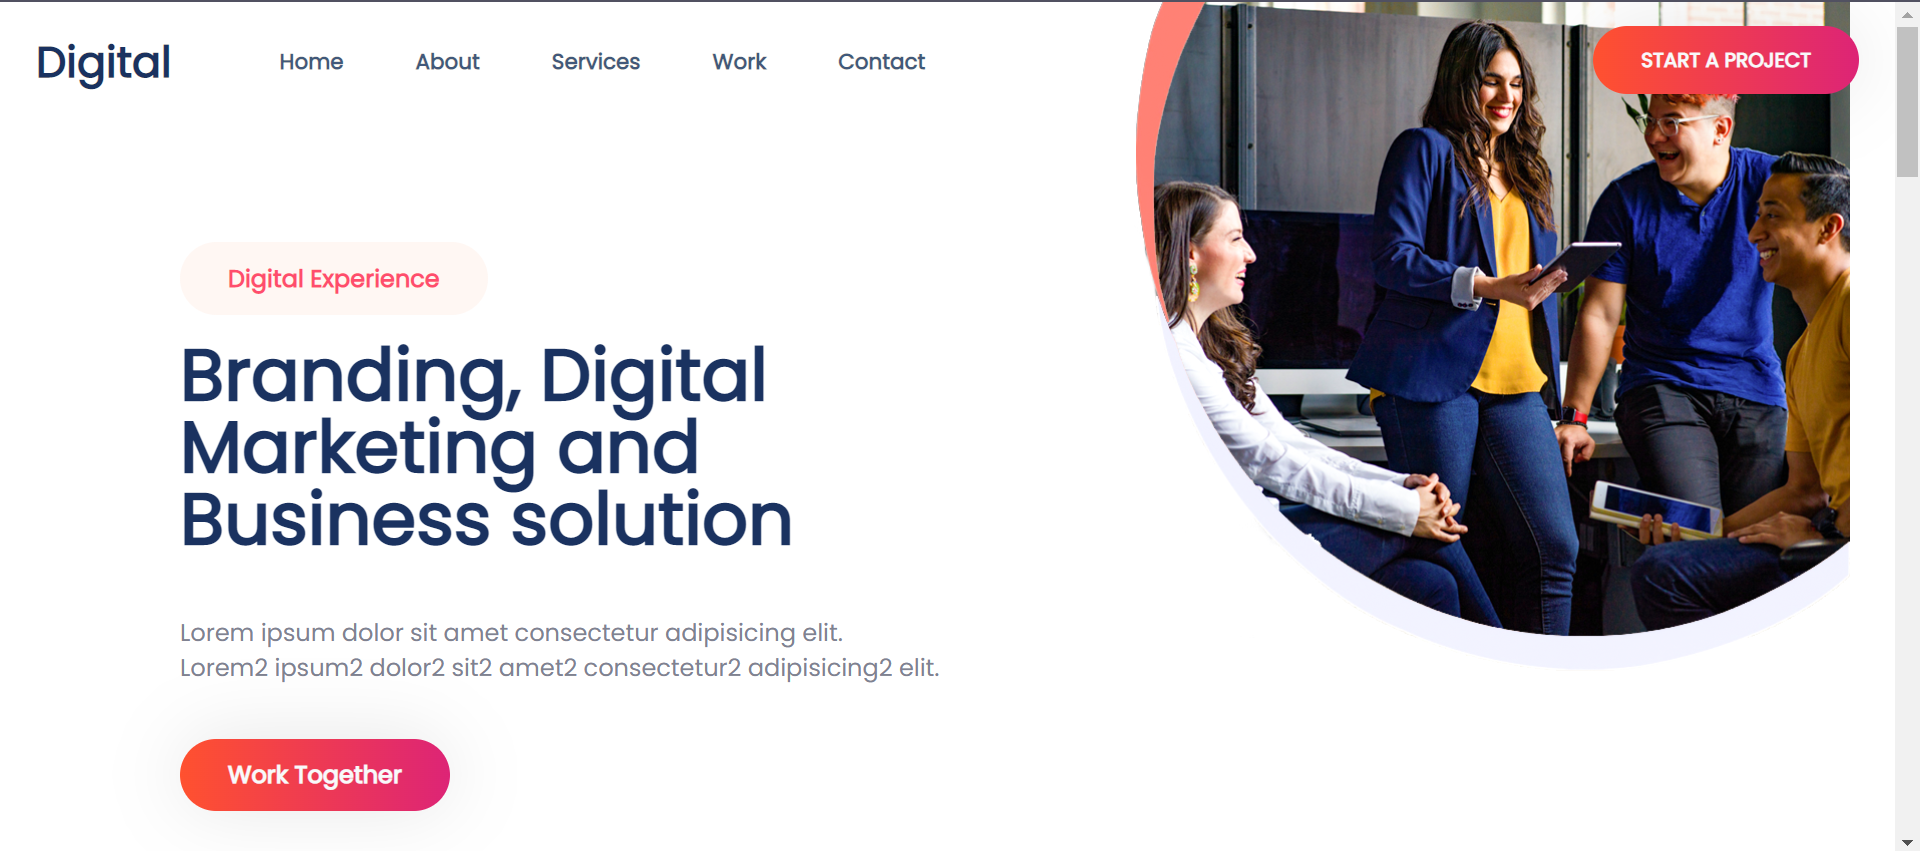 Digital
Home
About
Services
Work
Contact
START A PROJECT
Digital Experience
Branding, Digital
Marketing and
Business solution
Lorem ipsum dolor sit amet consectetur adipisicing elit.
Lorem2 ipsum2 dolor2 sit2 amet2 consectetur2 adipisicing2 elit.
Work Together